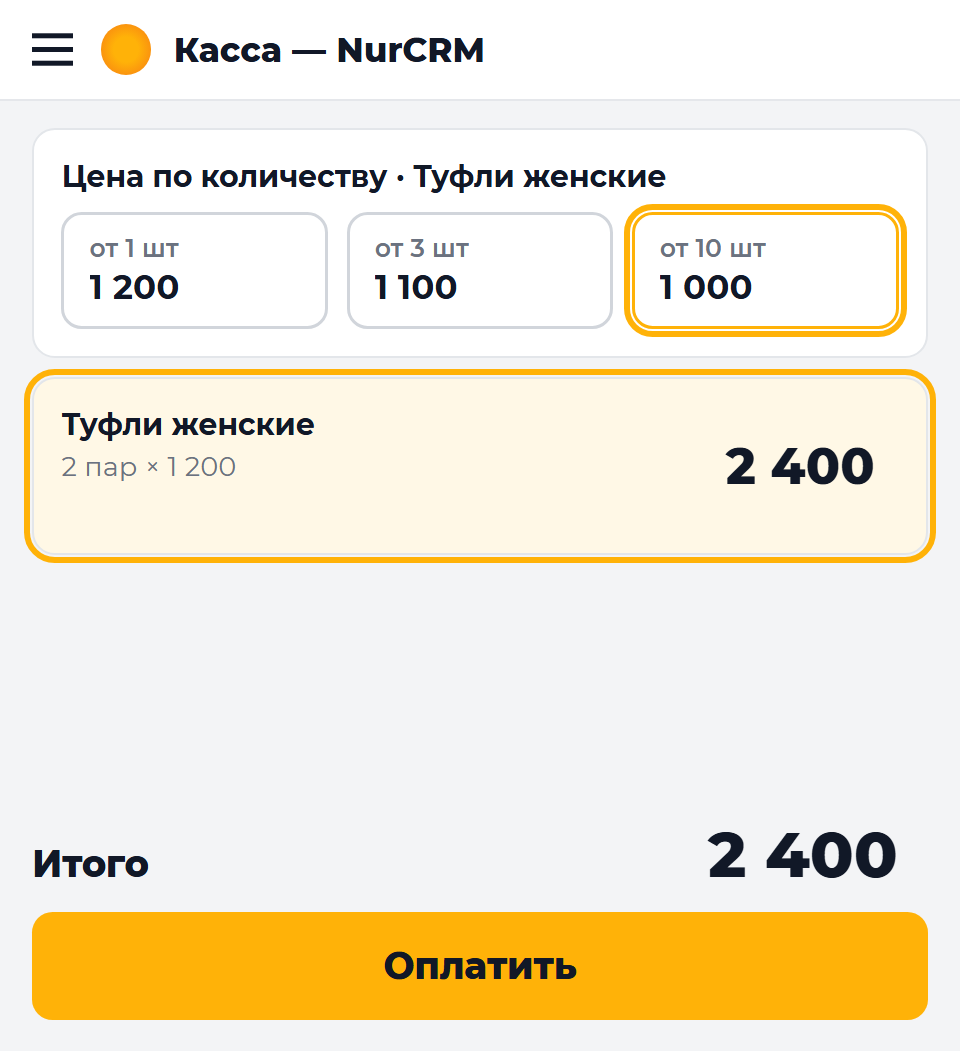 Касса — NurCRM
Цена по количеству · Туфли женские
от 1 шт
1 200
от 3 шт
1 100
от 10 шт
1 000
Туфли женские
2 пар × 1 200
2 400
Итого
2 400
Оплатить